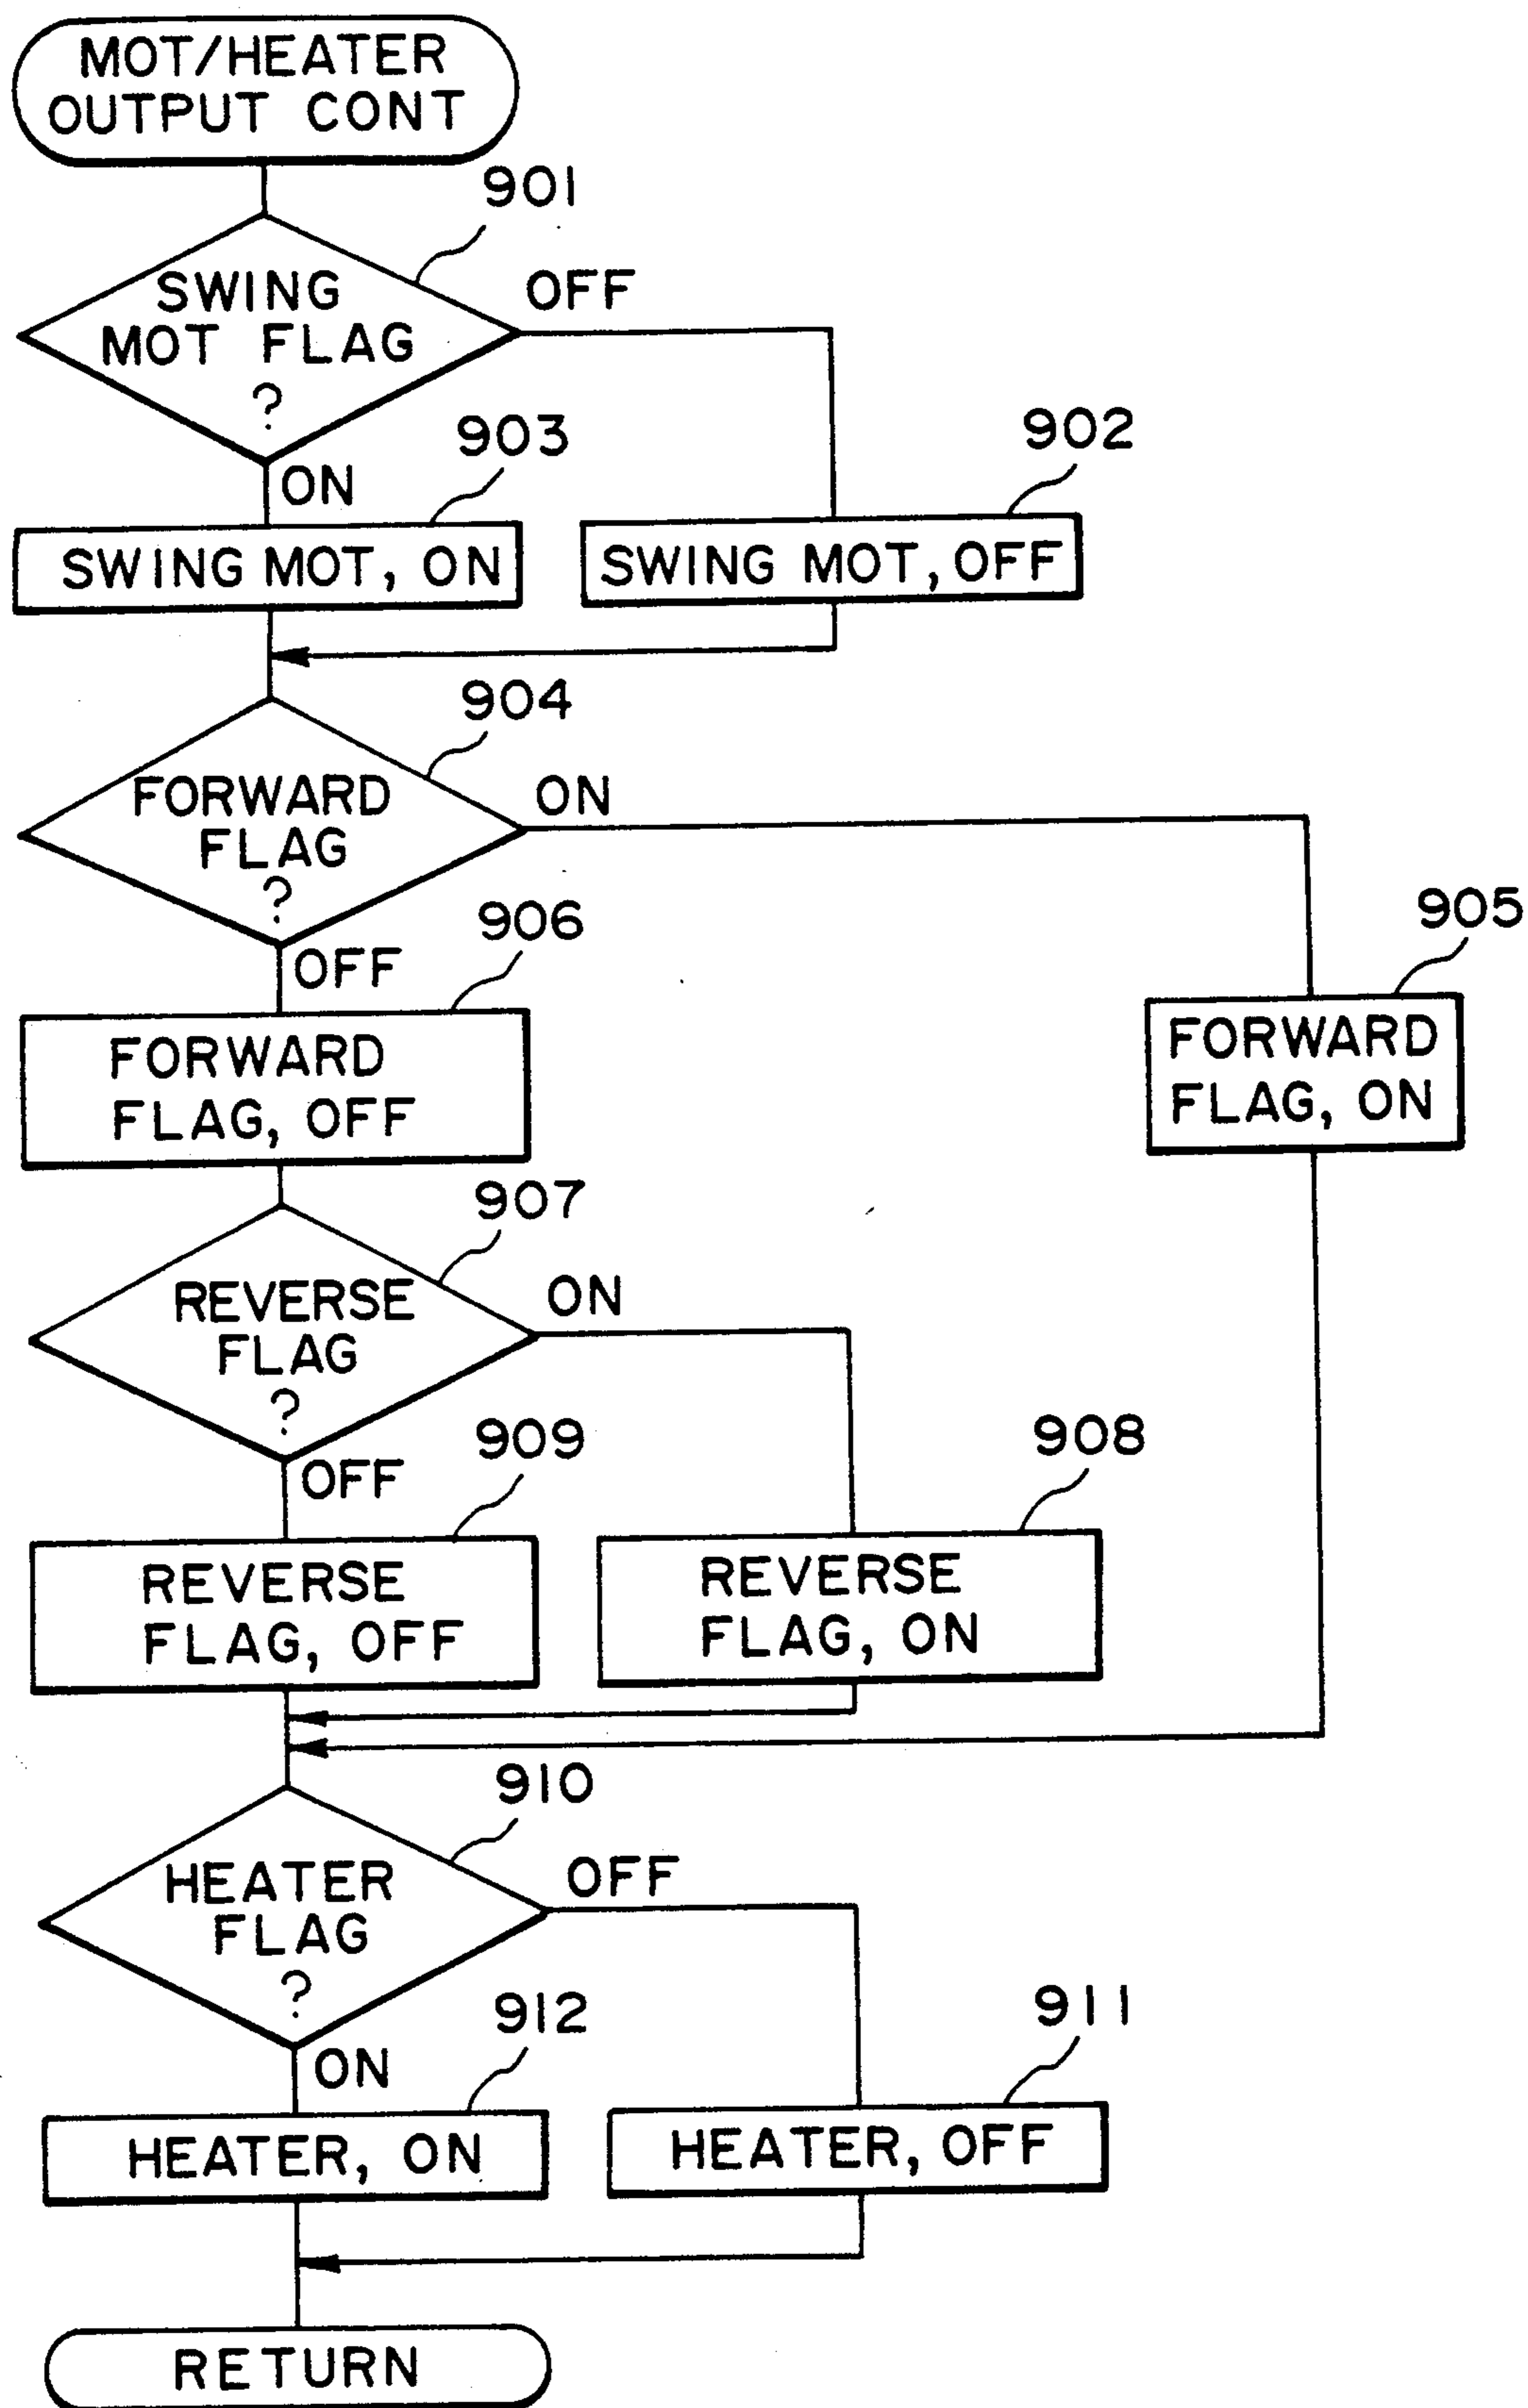 MOT/HEATER
OUTPUT CONT
901
SWING
MOT FLAG
?
OFF
ON
903
SWING MOT, ON
902
SWING MOT, OFF
904
FORWARD
FLAG
?
ON
OFF
906
FORWARD
FLAG, OFF
905
FORWARD
FLAG, ON
907
REVERSE
FLAG
?
ON
OFF
909
REVERSE
FLAG, OFF
908
REVERSE
FLAG, ON
910
HEATER
FLAG
?
OFF
ON
912
HEATER, ON
911
HEATER, OFF
RETURN